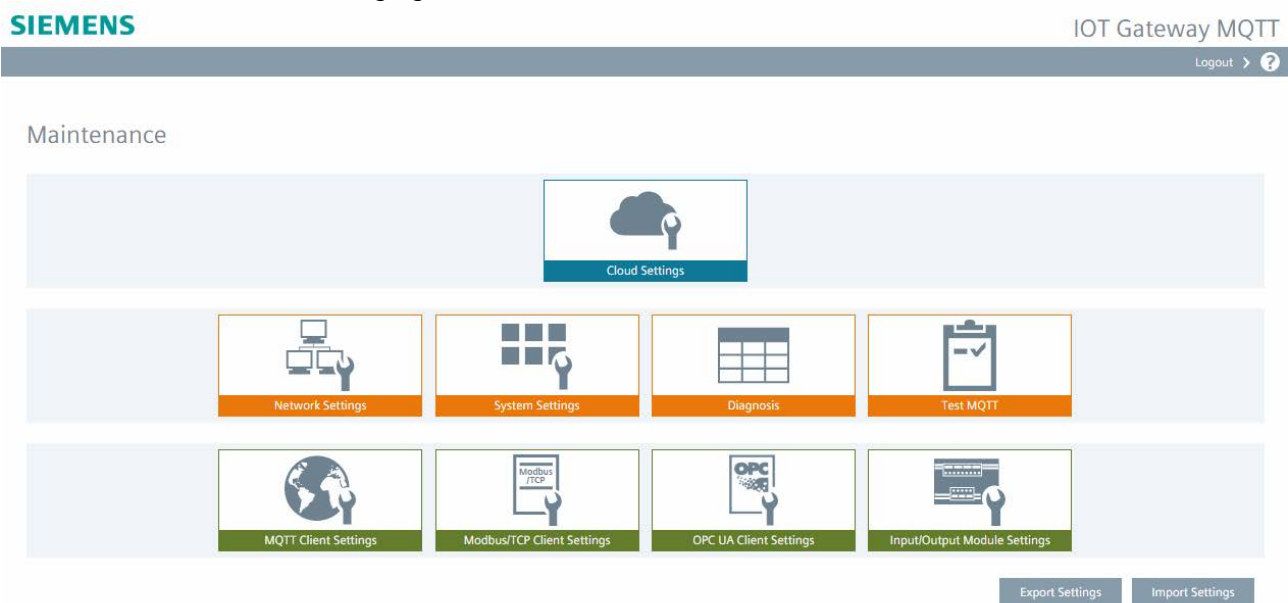 SIEMENS
IOT Gateway MQTT
Logout > ?
Maintenance
Cloud Settings
Network Settings
System Settings
Diagnosis
Test MQTT
Modbus
/TCP
OPC
MQTT Client Settings
Modbus/TCP Client Settings
OPC UA Client Settings
Input/Output Module Settings
Export Settings
Import Settings